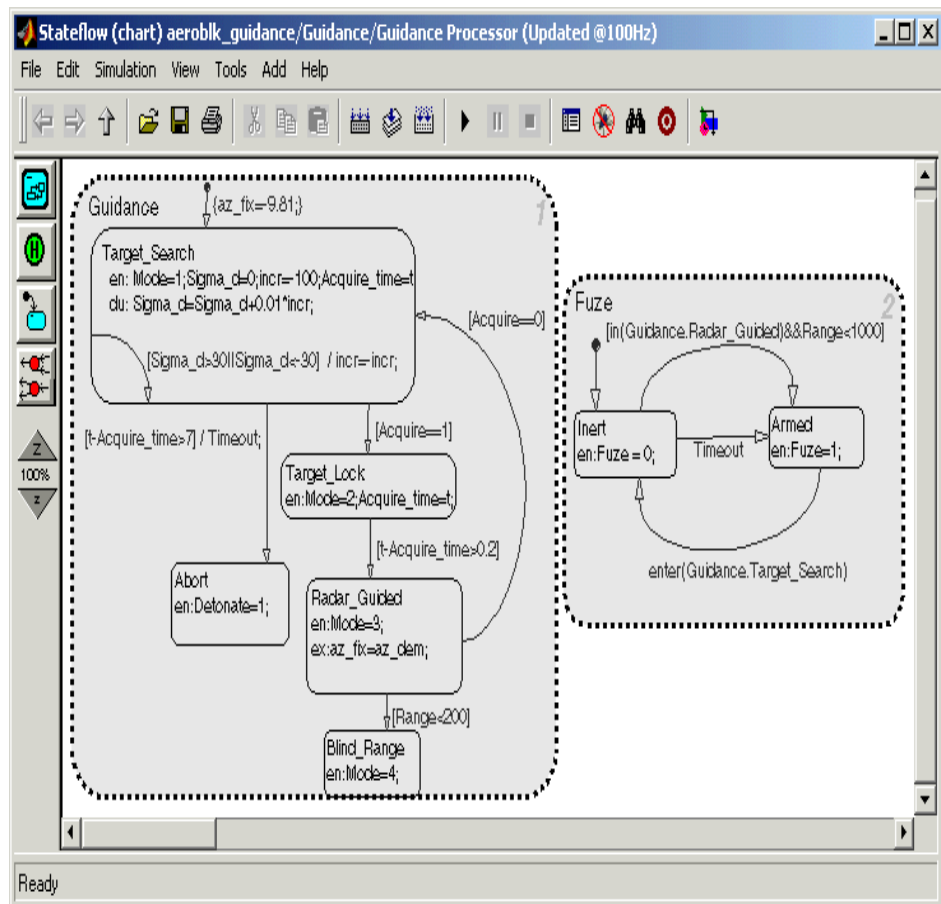 Stateflow (chart) aeroblk_guidance/Guidance/Guidance Processor (Updated @100Hz)
File Edit Simulation View Tools Add Help
Guidance
{az_fix=-9.81;}
1
Target_Search
en: Mode=1;Sigma_d=0;incr=-100;Acquire_time=t
du: Sigma_d=Sigma_d+0.01*incr;
[Sigma_d>30||Sigma_d<-30] / incr=-incr;
[Acquire==0]
[t-Acquire_time>7] / Timeout;
[Acquire==1]
Target_Lock
en:Mode=2;Acquire_time=t;
[t-Acquire_time>0.2]
Abort
en:Detonate=1;
Radar_Guided
en:Mode=3;
ex:az_fix=az_dem;
[Range<200]
Blind_Range
en:Mode=4;
Fuze
2
[in(Guidance.Radar_Guided)&&Range<1000]
Inert
en:Fuze = 0;
Timeout
Armed
en:Fuze=1;
enter(Guidance.Target_Search)
H
Z
100%
z
Ready